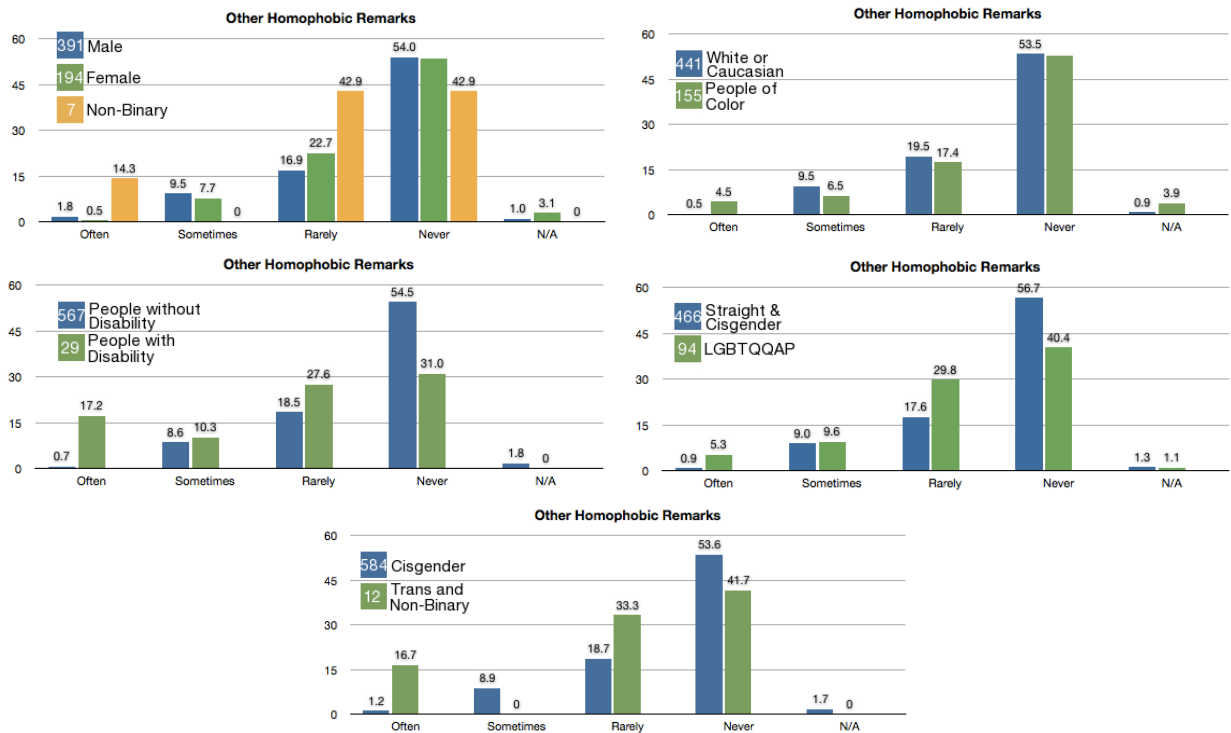 Other Homophobic Remarks
60
45
30
15
0
391 Male
194 Female
7 Non-Binary
1.8 0.5 14.3
9.5 7.7 0
16.9 22.7 42.9
54.0 42.9
1.0 3.1 0
Often Sometimes Rarely Never N/A
Other Homophobic Remarks
60
45
30
15
0
441 White or
Caucasian
155 People of
Color
0.5 4.5
9.5 6.5
19.5 17.4
53.5
0.9 3.9
Often Sometimes Rarely Never N/A
Other Homophobic Remarks
60
45
30
15
0
567 People without
Disability
29 People with
Disability
0.7 17.2
8.6 10.3
18.5 27.6
54.5 31.0
1.8 0
Often Sometimes Rarely Never N/A
Other Homophobic Remarks
60
45
30
15
0
466 Straight &
Cisgender
94 LGBTQQAP
0.9 5.3
9.0 9.6
17.6 29.8
56.7 40.4
1.3 1.1
Often Sometimes Rarely Never N/A
Other Homophobic Remarks
60
45
30
15
0
584 Cisgender
12 Trans and
Non-Binary
1.2 16.7
8.9 0
18.7 33.3
53.6 41.7
1.7 0
Often Sometimes Rarely Never N/A